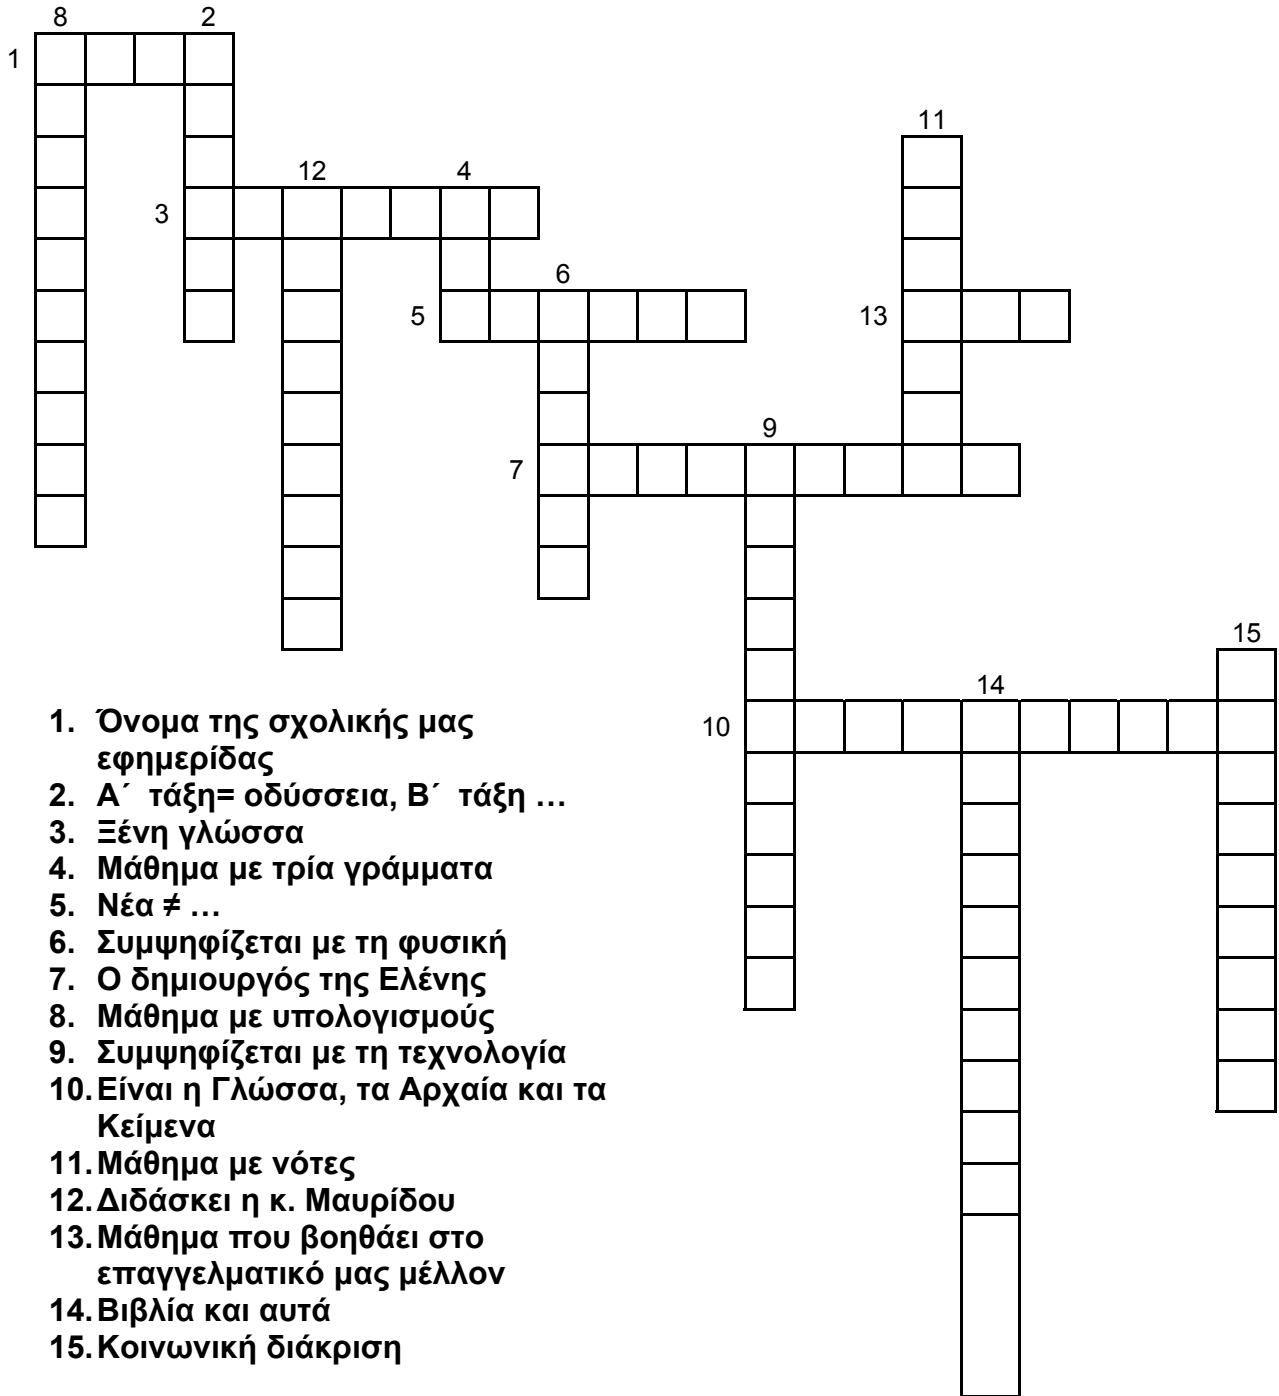 8 2
1
11
12 4
3
6
5 13
9
7
15
14
10
1. Όνομα της σχολικής μας
εφημερίδας
2. Α΄ τάξη= οδύσσεια, Β΄ τάξη …
3. Ξένη γλώσσα
4. Μάθημα με τρία γράμματα
5. Νέα ≠ …
6. Συμψηφίζεται με τη φυσική
7. Ο δημιουργός της Ελένης
8. Μάθημα με υπολογισμούς
9. Συμψηφίζεται με τη τεχνολογία
10. Είναι η Γλώσσα, τα Αρχαία και τα
Κείμενα
11. Μάθημα με νότες
12. Διδάσκει η κ. Μαυρίδου
13. Μάθημα που βοηθάει στο
επαγγελματικό μας μέλλον
14. Βιβλία και αυτά
15. Κοινωνική διάκριση